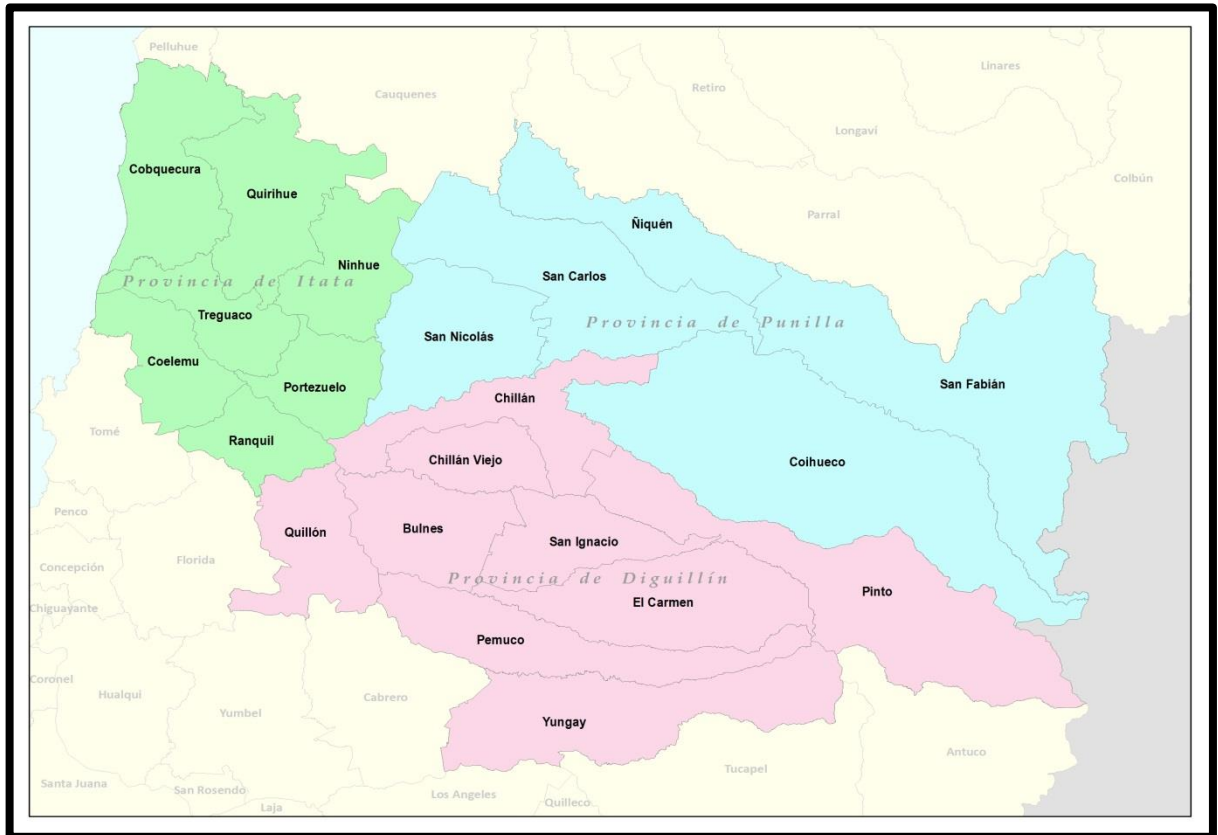 Pelluhue
Linares
Cauquenes
Retiro
Longaví
Colbún
Cobquecura
Quirihue
Parral
Ñiquén
Ninhue
San Carlos
Provincia de Itata
Treguaco
Provincia de Punilla
San Nicolás
Coelemu
Portezuelo
San Fabián
Chillán
Tomé
Ranquil
Chillán Viejo
Coihueco
Penco
Quillón
Bulnes
San Ignacio
Florida
Concepción
Provincia de Diguillín
Pinto
El Carmen
Chiguayante
Pemuco
Coronel
Hualqui
Cabrero
Yumbel
Yungay
Antuco
Tucapel
Santa Juana
San Rosendo
Los Angeles
Quilleco
Laja